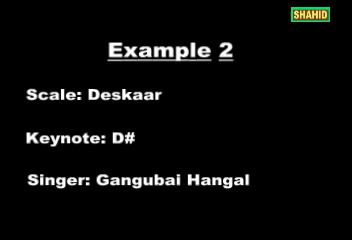 SHAHID
Example 2
Scale: Deskaar
Keynote: D#
Singer: Gangubai Hangal